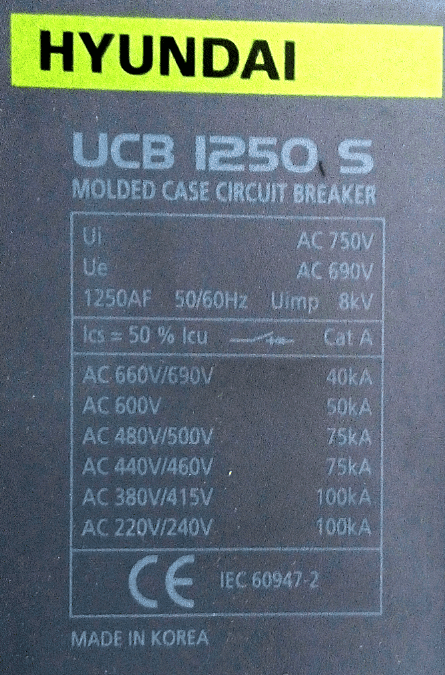 HYUNDAI
UCB 1250 S
MOLDED CASE CIRCUIT BREAKER
Ui AC 750V
Ue AC 690V
1250AF 50/60Hz Uimp 8kV
Ics = 50 % Icu Cat A
AC 660V/690V 40kA
AC 600V 50kA
AC 480V/500V 75kA
AC 440V/460V 75kA
AC 380V/415V 100kA
AC 220V/240V 100kA
CE IEC 60947-2
MADE IN KOREA